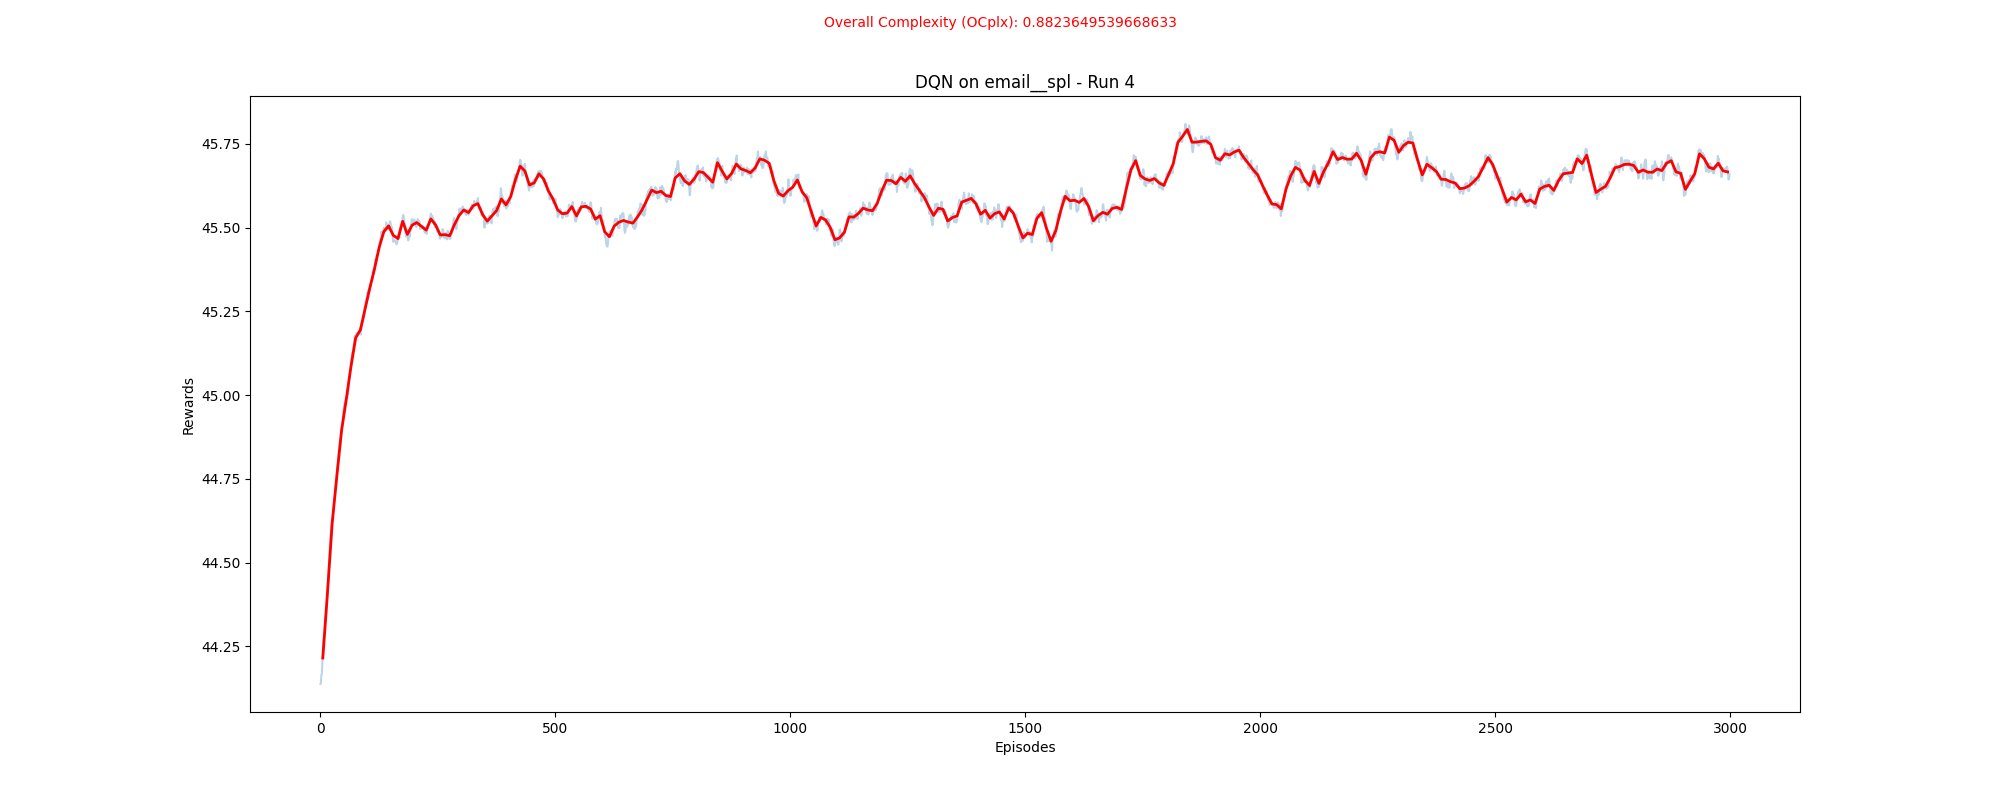 Overall Complexity (OCplx): 0.8823649539668633
DQN on email__spl - Run 4
45.75
45.50
45.25
45.00
44.75
44.50
44.25
Rewards
0 500 1000 1500 2000 2500 3000
Episodes